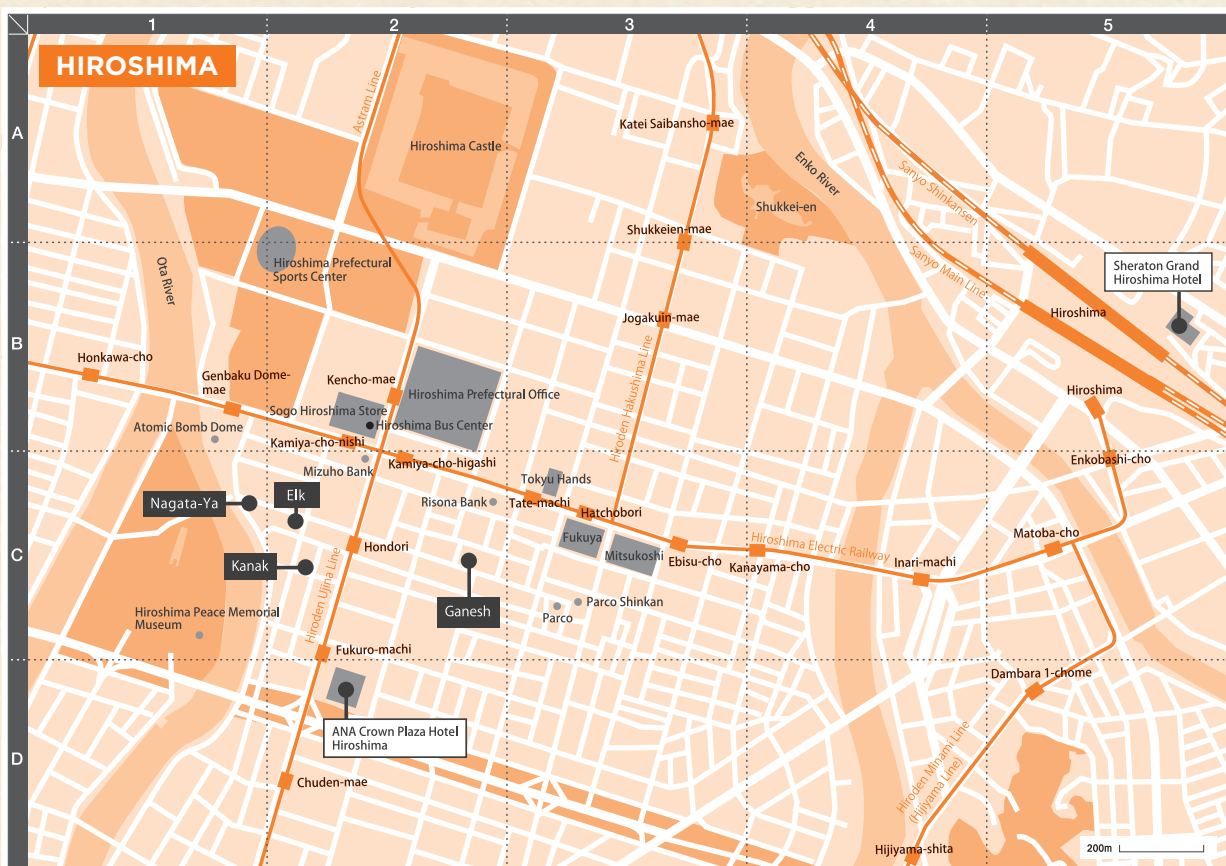 1 2 3 4 5
HIROSHIMA
A
B
C
D
Astram Line
Hiroshima Castle
Katei Saibansho-mae
Enko River
Shukkei-en
Sanyo Shinkansen
Shukkeien-mae
Sanyo Main Line
Ota River
Hiroshima Prefectural
Sports Center
Sheraton Grand
Hiroshima Hotel
Jogakuin-mae
Hiroshima
Honkawa-cho
Genbaku Dome-
mae
Kencho-mae
Hiroshima Prefectural Office
Hiroden Hakushima Line
Hiroshima
Sogo Hiroshima Store
Hiroshima Bus Center
Atomic Bomb Dome
Kamiya-cho-nishi
Mizuho Bank
Kamiya-cho-higashi
Enkobashi-cho
Tokyu Hands
Nagata-Ya
Elk
Risona Bank
Tate-machi
Hatchobori
Fukuya
Mitsukoshi
Hondori
Ebisu-cho
Hiroshima Electric Railway
Kanayama-cho
Inari-machi
Matoba-cho
Kanak
Hiroden Ujina Line
Ganesh
Parco Shinkan
Parco
Hiroshima Peace Memorial
Museum
Fukuro-machi
Dambara 1-chome
ANA Crown Plaza Hotel
Hiroshima
Chuden-mae
Hiroden Minami Line
(Hijiyama Line)
Hijiyama-shita
200m